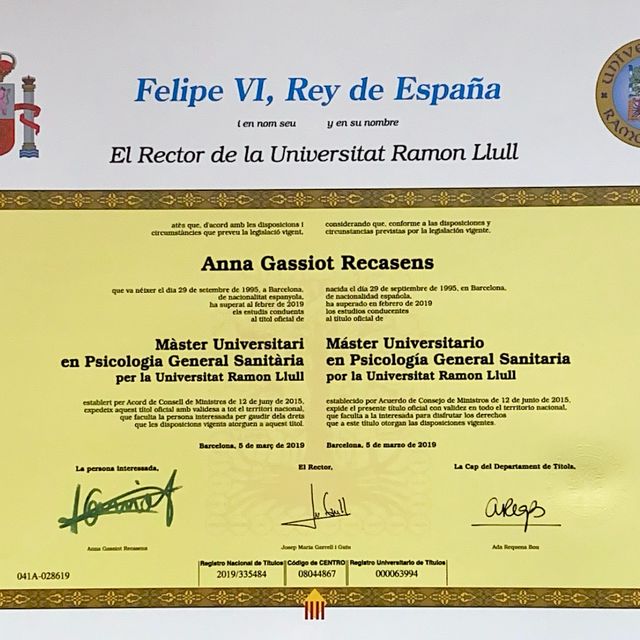 Felipe VI, Rey de España
i en nom seu y en su nombre
El Rector de la Universitat Ramon Llull
atès que, d'acord amb les disposicions i
circumstàncies que preveu la legislació vigent,
considerando que, conforme a las disposiciones y
circunstancias previstas por la legislación vigente,
Anna Gassiot Recasens
que va néixer el dia 29 de setembre de 1995, a Barcelona,
de nacionalitat espanyola,
ha superat al febrer de 2019
els estudis conduents
al títol oficial de
nacida el día 29 de septiembre de 1995, en Barcelona,
de nacionalidad española,
ha superado en febrero de 2019
los estudios conducentes
al título oficial de
Màster Universitari
en Psicologia General Sanitària
per la Universitat Ramon Llull
Máster Universitario
en Psicología General Sanitaria
por la Universitat Ramon Llull
establert per Acord de Consell de Ministres de 12 de juny de 2015,
expedeix aquest títol oficial amb validesa a tot el territori nacional,
que faculta la persona interessada per gaudir dels drets
que les disposicions vigents atorguen a aquest títol.
establecido por Acuerdo de Consejo de Ministros de 12 de junio de 2015,
expide el presente título oficial con validez en todo el territorio nacional,
que faculta a la interesada para disfrutar los derechos
que a este título otorgan las disposiciones vigentes.
Barcelona, 5 de març de 2019
Barcelona, 5 de marzo de 2019
La persona interessada,
El Rector,
La Cap del Departament de Títols,
Anna Gassiot Recasens
Josep Maria Garrell i Guiu
Ada Requena Bou
041A-028619
Registro Nacional de Títulos
2019/335484
Código de CENTRO
08044867
Registro Universitario de Títulos
000063994